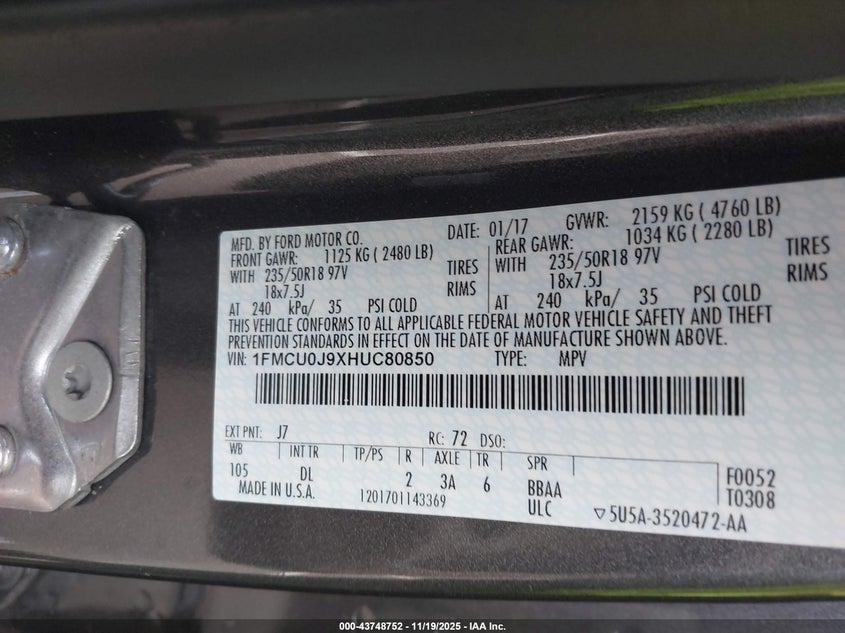 MFD. BY FORD MOTOR CO. DATE: 01/17 GVWR: 2159 KG ( 4760 LB)
FRONT GAWR: 1125 KG ( 2480 LB) REAR GAWR: 1034 KG ( 2280 LB)
WITH 235/50R18 97V TIRES WITH 235/50R18 97V TIRES
18x7.5J RIMS 18x7.5J RIMS
AT 240 kPa/ 35 PSI COLD AT 240 kPa/ 35 PSI COLD
THIS VEHICLE CONFORMS TO ALL APPLICABLE FEDERAL MOTOR VEHICLE SAFETY AND THEFT
PREVENTION STANDARDS IN EFFECT ON THE DATE OF MANUFACTURE SHOWN ABOVE.
VIN: 1FMCU0J9XHUC80850 TYPE: MPV
EXT PNT: J7 RC: 72 DSO:
WB INT TR TP/PS R AXLE TR SPR
105 DL 2 3A 6 BBAA F0052
MADE IN U.S.A. 1201701143369 ULC ▽5U5A-3520472-AA T0308
000-43748752 - 11/19/2025 - IAA Inc.